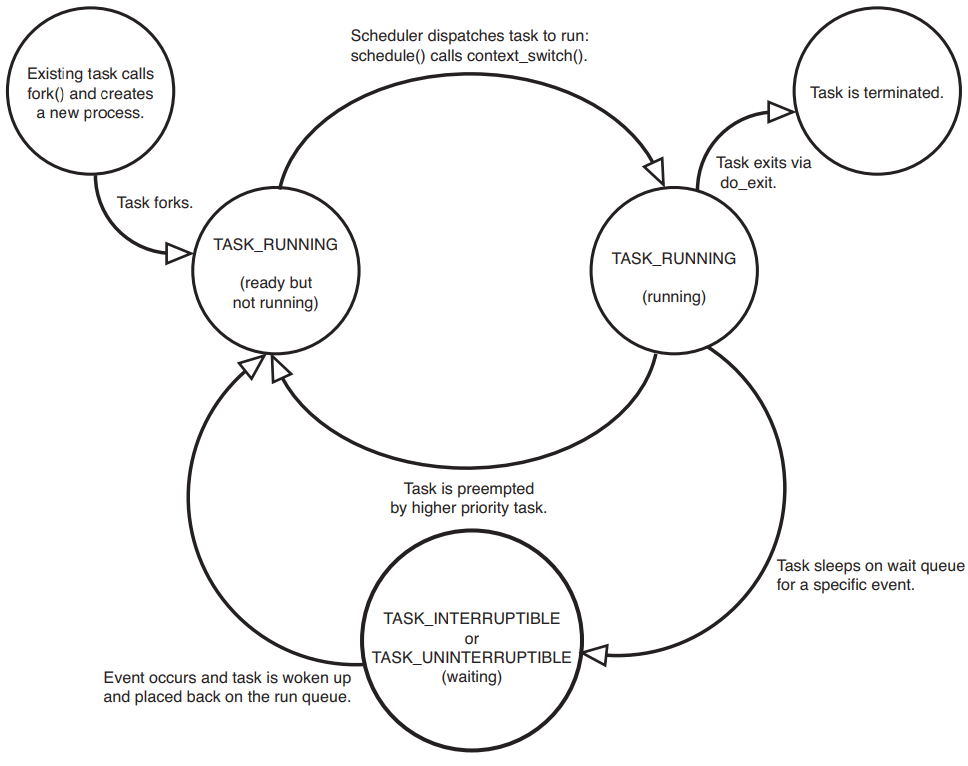 Scheduler dispatches task to run:
schedule() calls context_switch().
Existing task calls
fork() and creates
a new process.
Task is terminated.
Task exits via
do_exit.
Task forks.
TASK_RUNNING
(ready but
not running)
TASK_RUNNING
(running)
Task is preempted
by higher priority task.
Task sleeps on wait queue
for a specific event.
TASK_INTERRUPTIBLE
or
TASK_UNINTERRUPTIBLE
(waiting)
Event occurs and task is woken up
and placed back on the run queue.